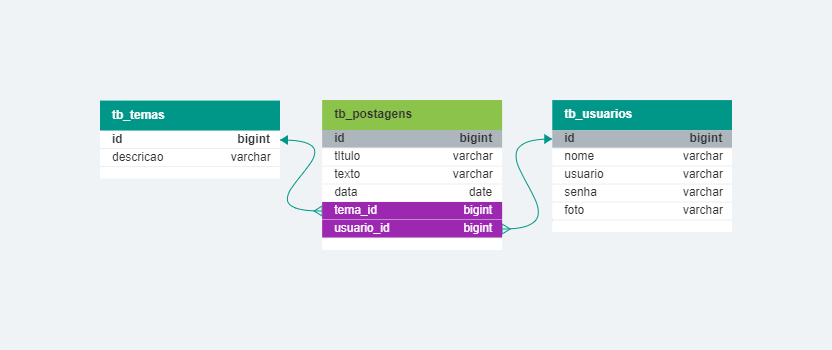 tb_temas
id bigint
descricao varchar
tb_postagens
id bigint
título varchar
texto varchar
data date
tema_id bigint
usuario_id bigint
tb_usuarios
id bigint
nome varchar
usuario varchar
senha varchar
foto varchar